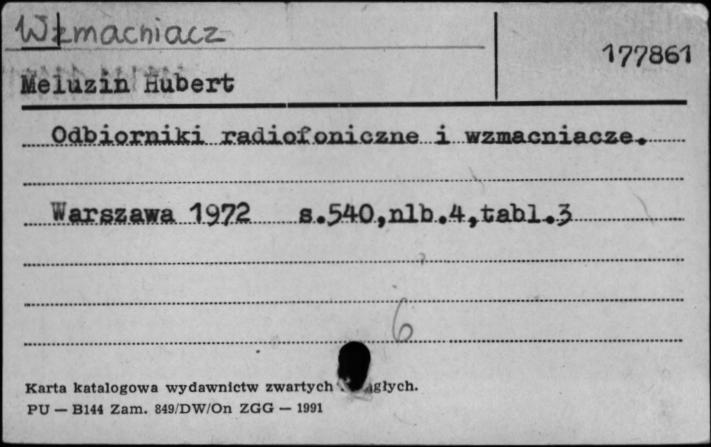 Wzmacniacz
177861
Meluzin Hubert
Odbiorniki radiofoniczne i wzmacniacze.
Warszawa 1972 s.540,nlb.4,tabl.3
6
Karta katalogowa wydawnictw zwartych
PU — B144 Zam. 849/DW/On ZGG — 1991